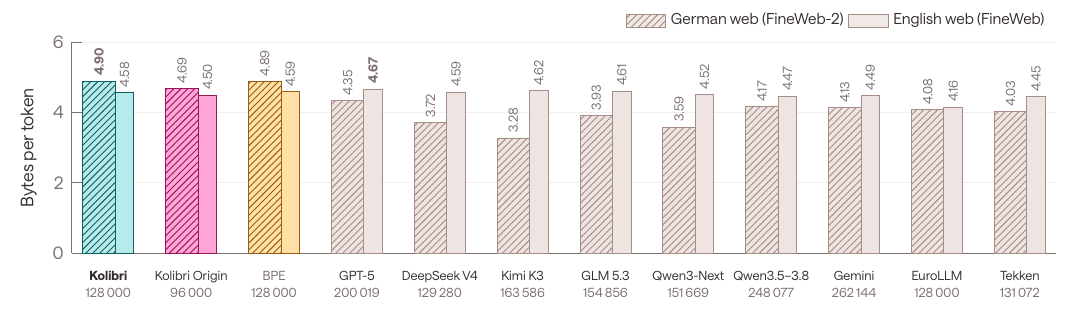 German web (FineWeb-2) English web (FineWeb)
Bytes per token
6
4
2
0
4.90 4.58 4.69 4.50 4.89 4.59 4.35 4.67 3.72 4.59 3.28 4.62 3.93 4.61 3.59 4.52 4.17 4.47 4.13 4.49 4.08 4.16 4.03 4.45
Kolibri Kolibri Origin BPE GPT-5 DeepSeek V4 Kimi K3 GLM 5.3 Qwen3-Next Qwen3.5–3.8 Gemini EuroLLM Tekken
128 000 96 000 128 000 200 019 129 280 163 586 154 856 151 669 248 077 262 144 128 000 131 072